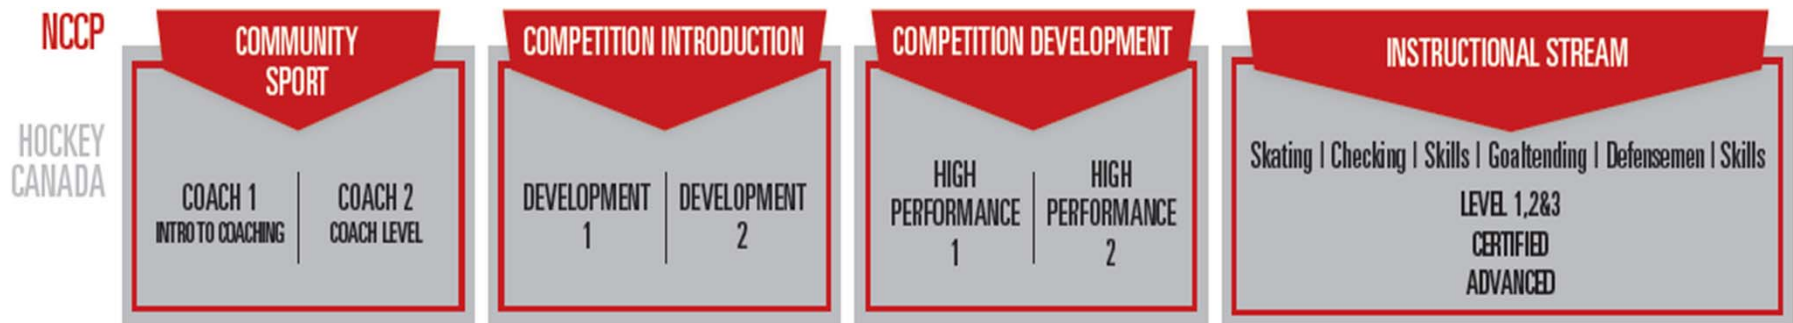 NCCP
HOCKEY
CANADA
COMMUNITY
SPORT
COACH 1
INTRO TO COACHING
COACH 2
COACH LEVEL
COMPETITION INTRODUCTION
DEVELOPMENT
1
DEVELOPMENT
2
COMPETITION DEVELOPMENT
HIGH
PERFORMANCE
1
HIGH
PERFORMANCE
2
INSTRUCTIONAL STREAM
Skating | Checking | Skills | Goaltending | Defensemen | Skills
LEVEL 1,2&3
CERTIFIED
ADVANCED